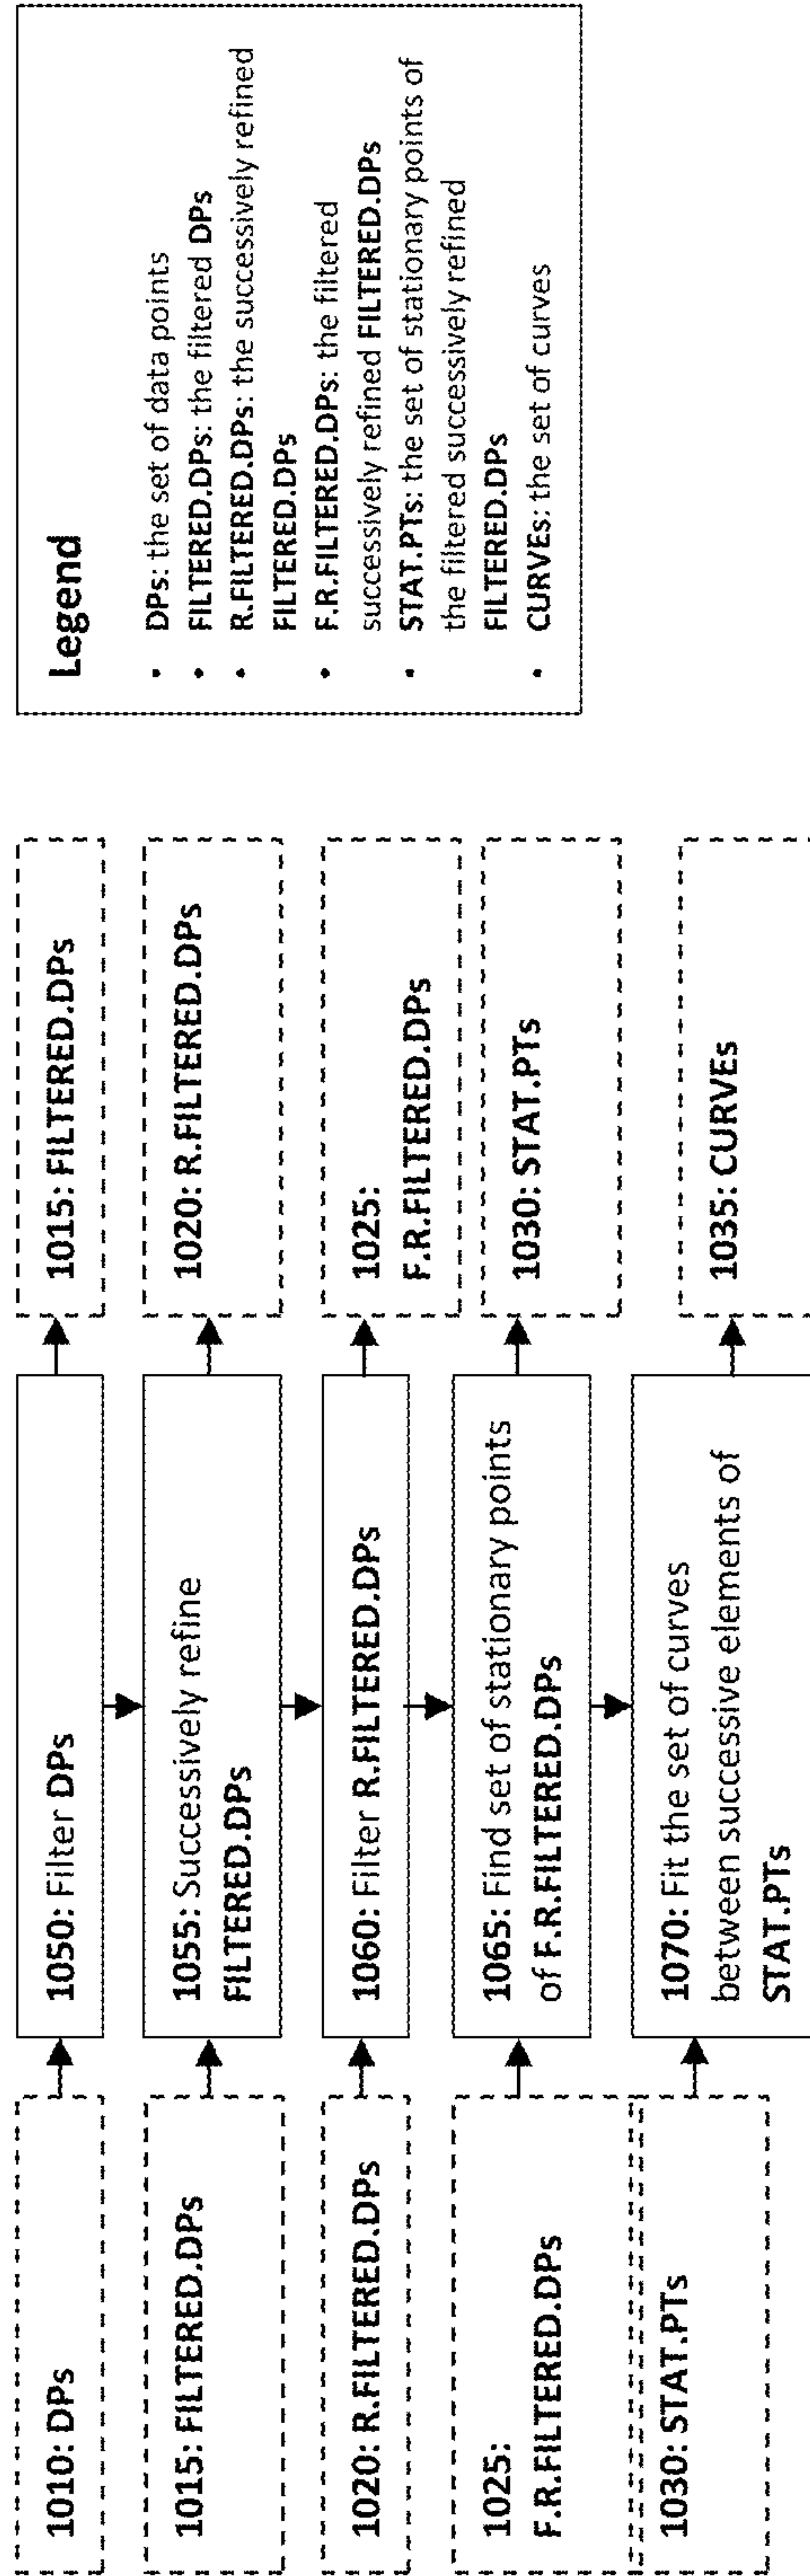 1010: DPs
1050: Filter DPs
1015: FILTERED.DPs
1015: FILTERED.DPs
1055: Successively refine
FILTERED.DPs
1020: R.FILTERED.DPs
1020: R.FILTERED.DPs
1060: Filter R.FILTERED.DPs
1025:
F.R.FILTERED.DPs
1025:
F.R.FILTERED.DPs
1065: Find set of stationary points
of F.R.FILTERED.DPs
1030: STAT.PTs
1030: STAT.PTs
1070: Fit the set of curves
between successive elements of
STAT.PTs
1035: CURVEs
Legend
• DPs: the set of data points
• FILTERED.DPs: the filtered DPs
• R.FILTERED.DPs: the successively refined
FILTERED.DPs
• F.R.FILTERED.DPs: the filtered
successively refined FILTERED.DPs
• STAT.PTs: the set of stationary points of
the filtered successively refined
FILTERED.DPs
• CURVEs: the set of curves